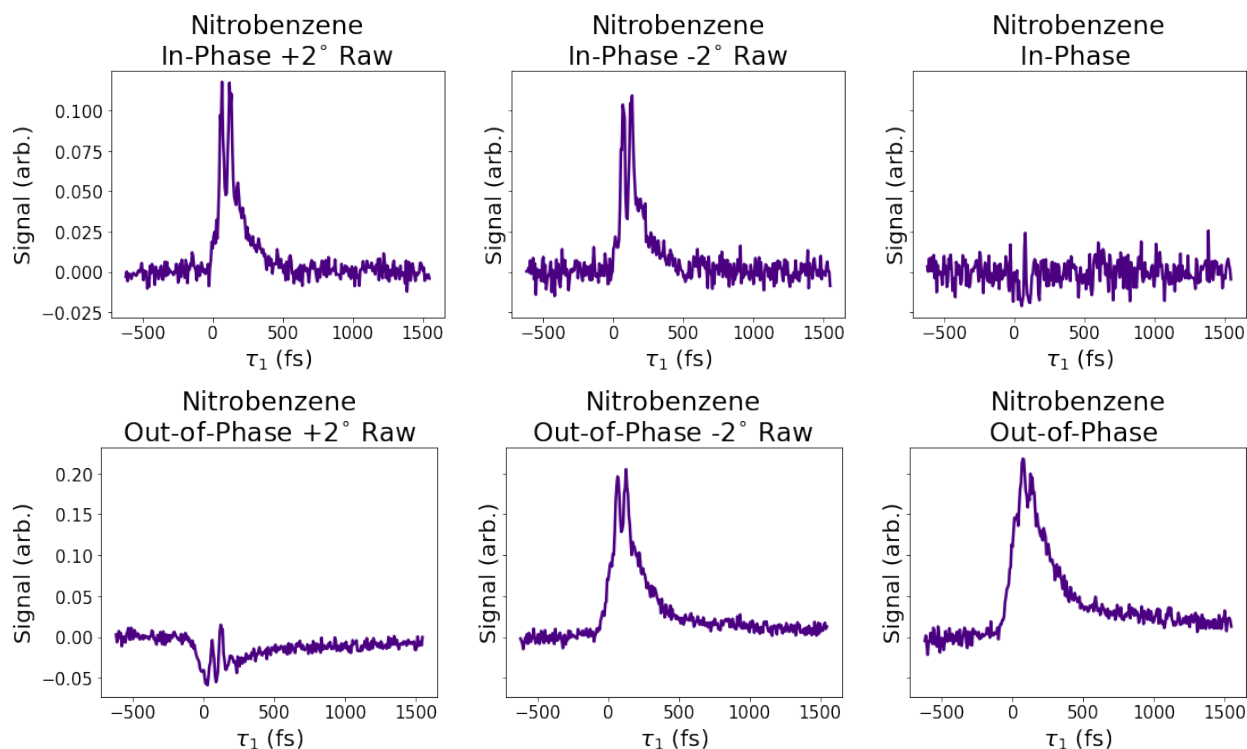 Nitrobenzene
In-Phase +2° Raw
Nitrobenzene
In-Phase -2° Raw
Nitrobenzene
In-Phase
Signal (arb.)
0.100
0.075
0.050
0.025
0.000
−0.025
−500 0 500 1000 1500
τ₁ (fs)
Signal (arb.)
−500 0 500 1000 1500
τ₁ (fs)
Signal (arb.)
−500 0 500 1000 1500
τ₁ (fs)
Nitrobenzene
Out-of-Phase +2° Raw
Nitrobenzene
Out-of-Phase -2° Raw
Nitrobenzene
Out-of-Phase
Signal (arb.)
0.20
0.15
0.10
0.05
0.00
−0.05
−500 0 500 1000 1500
τ₁ (fs)
Signal (arb.)
−500 0 500 1000 1500
τ₁ (fs)
Signal (arb.)
−500 0 500 1000 1500
τ₁ (fs)